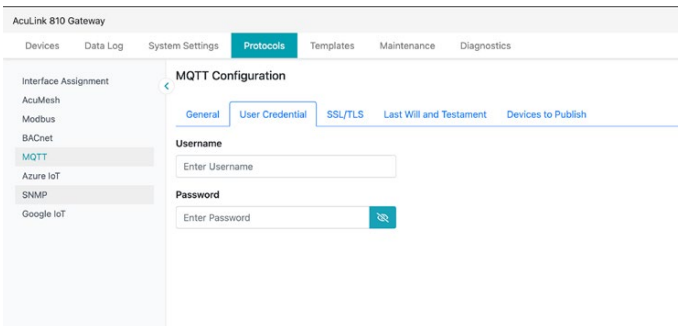 AcuLink 810 Gateway
Devices Data Log System Settings Protocols Templates Maintenance Diagnostics
Interface Assignment
AcuMesh
Modbus
BACnet
MQTT
Azure IoT
SNMP
Google IoT
MQTT Configuration
General User Credential SSL/TLS Last Will and Testament Devices to Publish
Username
Enter Username
Password
Enter Password